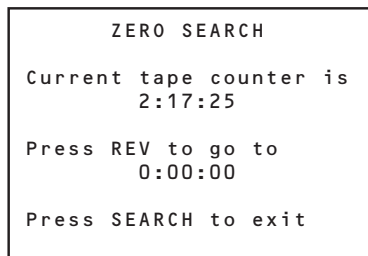 ZERO SEARCH
Current tape counter is
2:17:25
Press REV to go to
0:00:00
Press SEARCH to exit